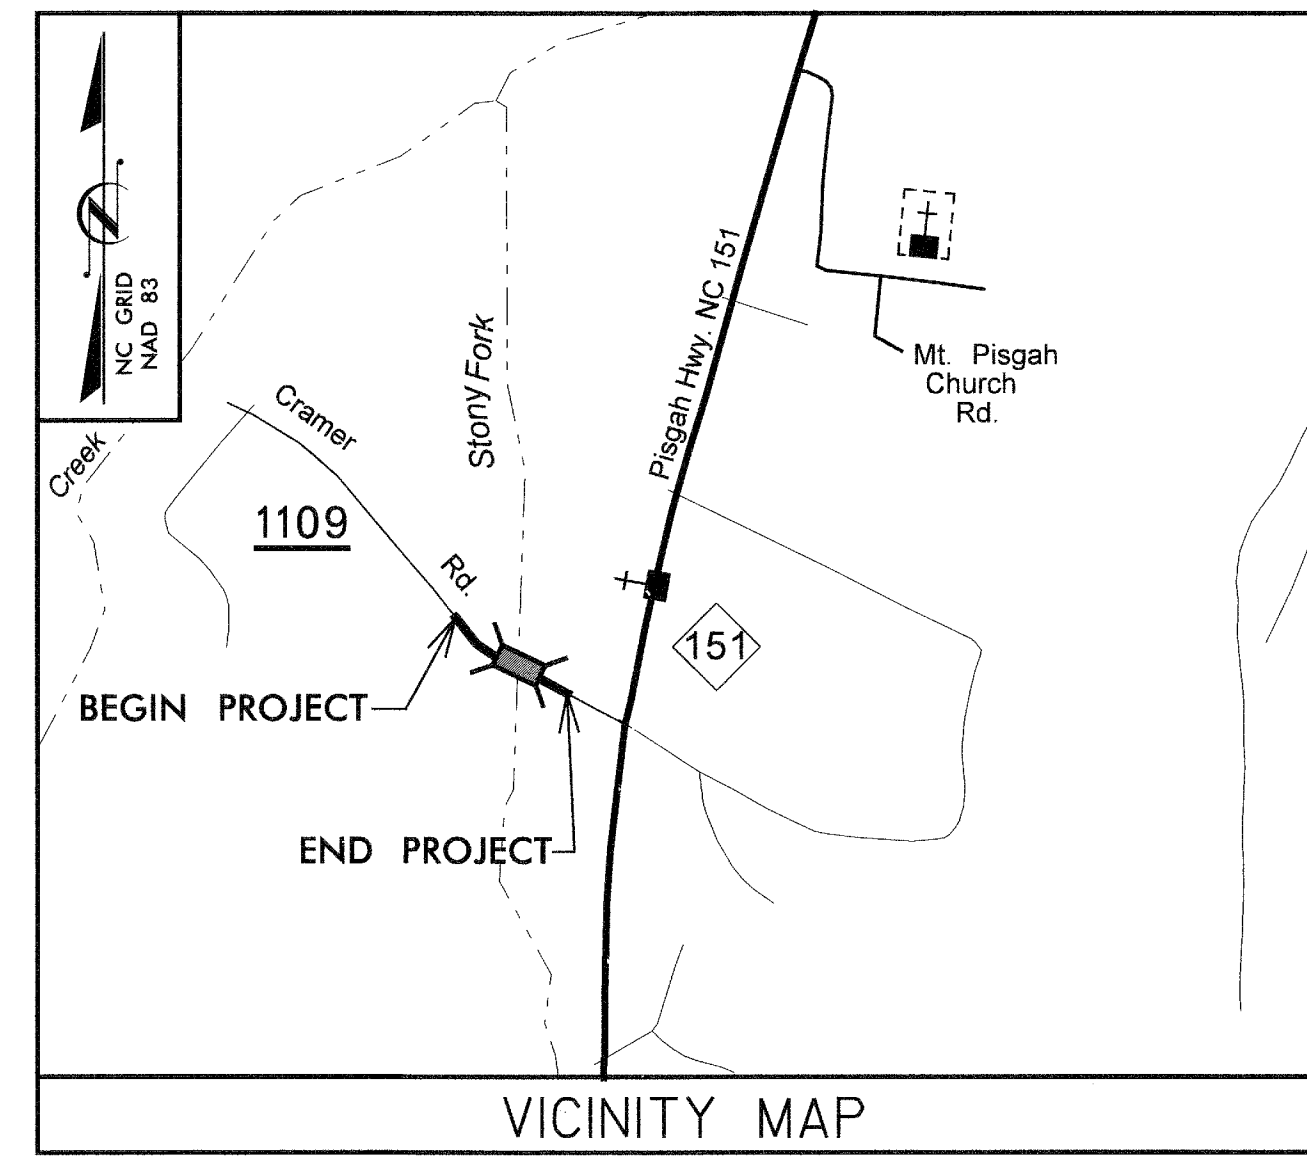 NC GRID
NAD 83
Creek
Cramer
Rd.
1109
Stony Fork
Pisgah Hwy. NC 151
Mt. Pisgah
Church
Rd.
151
BEGIN PROJECT
END PROJECT
VICINITY MAP